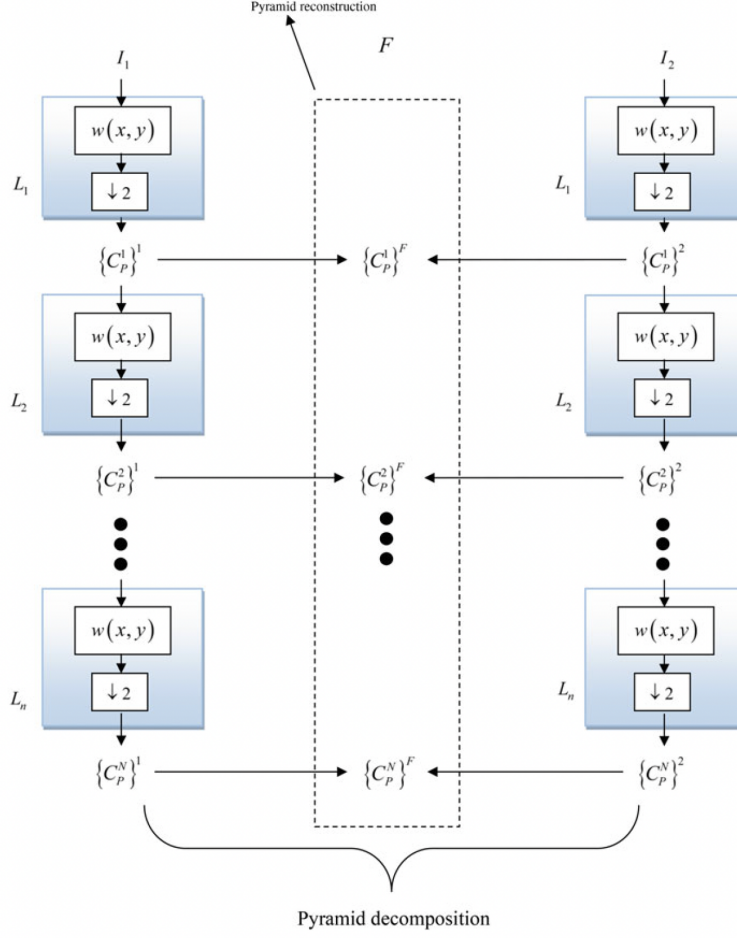 Pyramid reconstruction
F
I₁ I₂
w(x, y) w(x, y)
L₁ L₁
↓2 ↓2
{C_P^1}^1 {C_P^1}^F {C_P^1}^2
w(x, y) w(x, y)
L₂ L₂
↓2 ↓2
{C_P^2}^1 {C_P^2}^F {C_P^2}^2
w(x, y) w(x, y)
Lₙ Lₙ
↓2 ↓2
{C_P^N}^1 {C_P^N}^F {C_P^N}^2
Pyramid decomposition